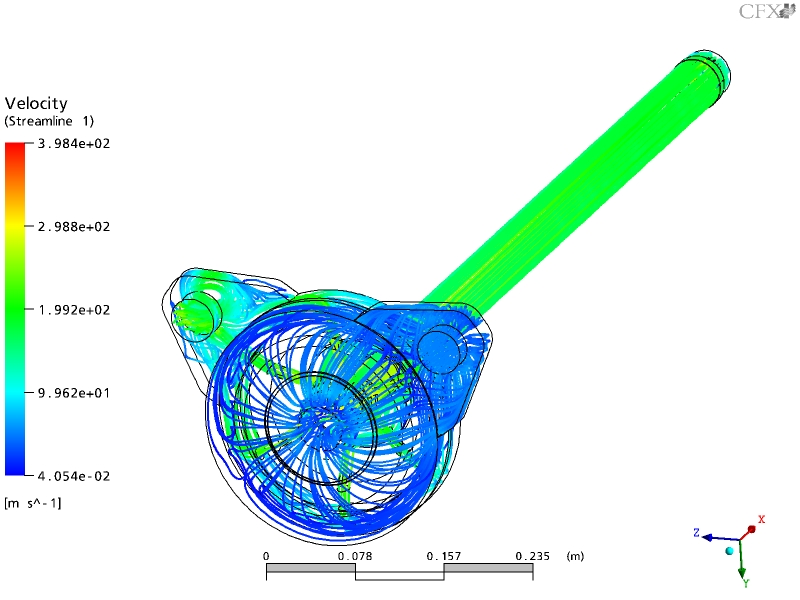 CFX
Velocity
(Streamline 1)
3.984e+02
2.988e+02
1.992e+02
9.962e+01
4.054e-02
[m s^-1]
0 0.078 0.157 0.235 (m)
X
Z
Y